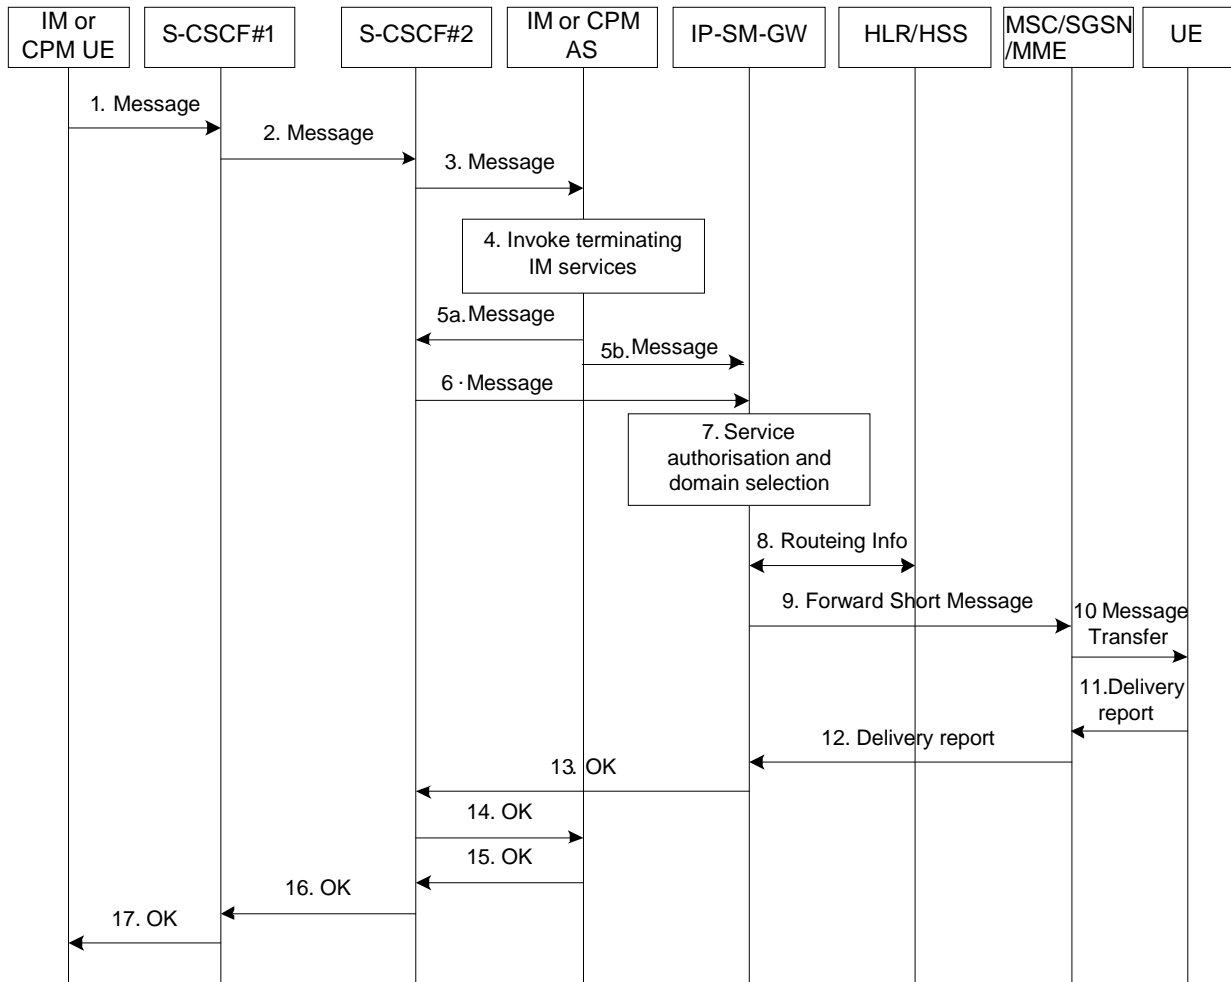 IM or
CPM UE
S-CSCF#1
S-CSCF#2
IM or CPM
AS
IP-SM-GW
HLR/HSS
MSC/SGSN
/MME
UE
1. Message
2. Message
3. Message
4. Invoke terminating
IM services
5a. Message
5b. Message
6 · Message
7. Service
authorisation and
domain selection
8. Routeing Info
9. Forward Short Message
10 Message
Transfer
11.Delivery
report
12. Delivery report
13. OK
14. OK
15. OK
16. OK
17. OK